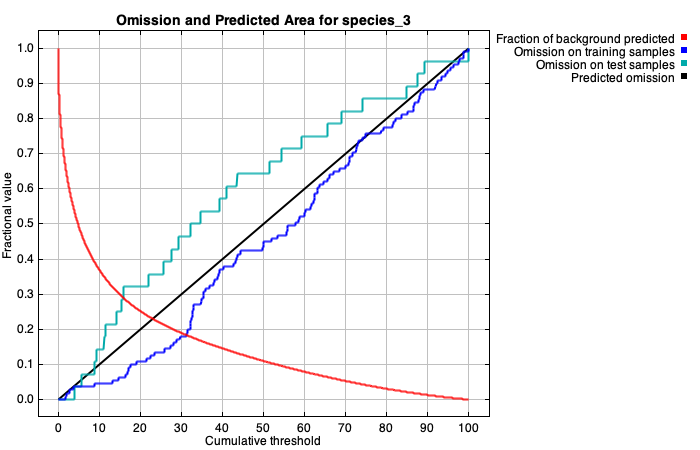 Omission and Predicted Area for species_3
Fraction of background predicted
Omission on training samples
Omission on test samples
Predicted omission
Fractional value
1.0
0.9
0.8
0.7
0.6
0.5
0.4
0.3
0.2
0.1
0.0
0 10 20 30 40 50 60 70 80 90 100
Cumulative threshold